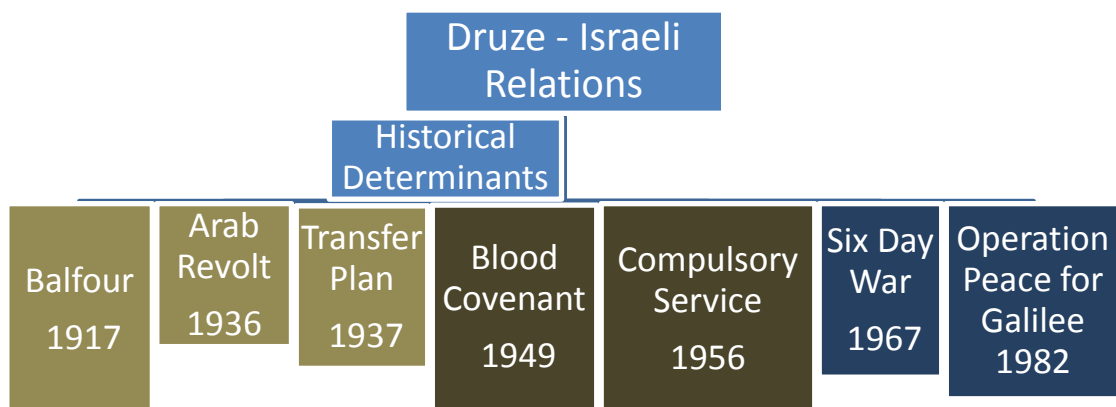 Druze - Israeli
Relations
Historical
Determinants
Balfour
1917
Arab
Revolt
1936
Transfer
Plan
1937
Blood
Covenant
1949
Compulsory
Service
1956
Six Day
War
1967
Operation
Peace for
Galilee
1982